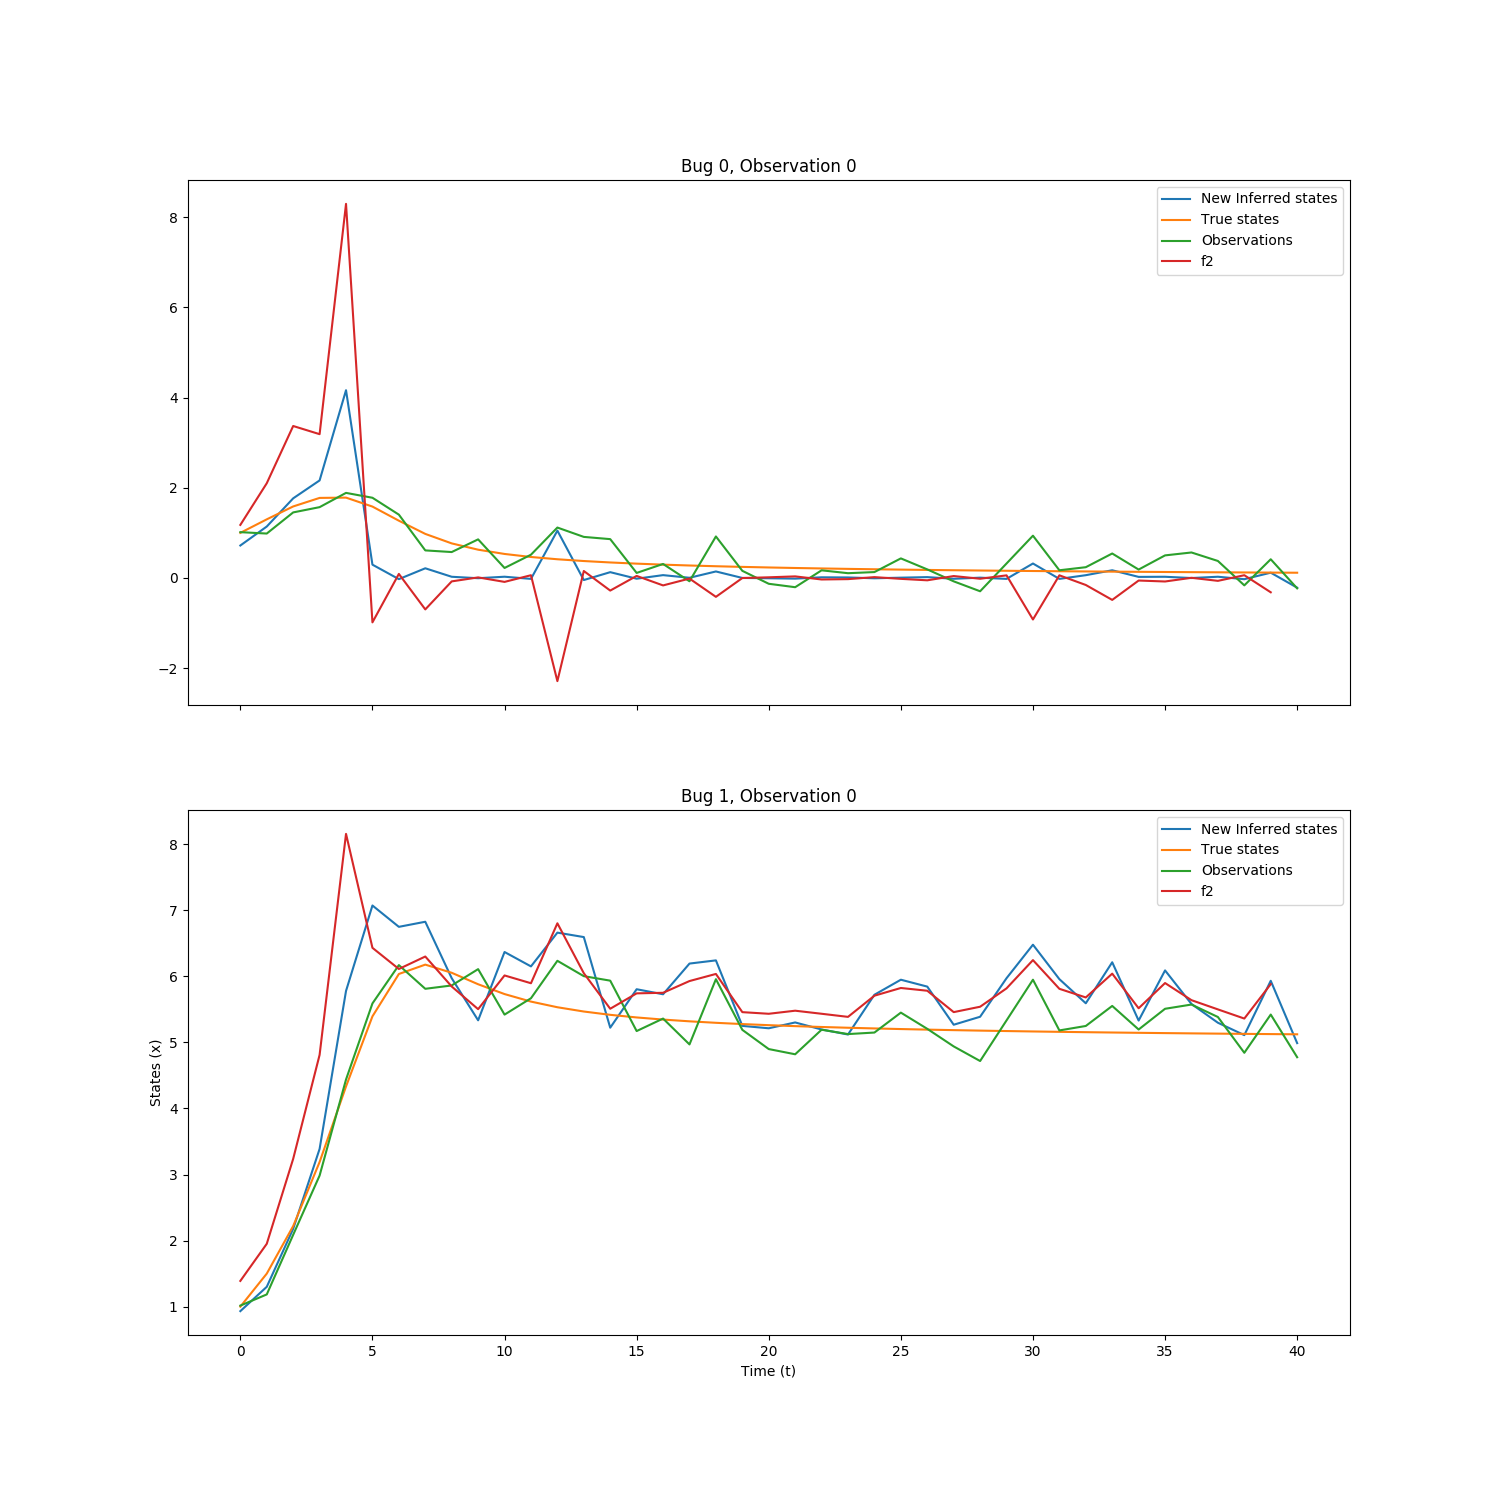 Bug 0, Observation 0
New Inferred states
True states
Observations
f2
8
6
4
2
0
−2
Bug 1, Observation 0
New Inferred states
True states
Observations
f2
8
7
6
5
4
3
2
1
States (x)
0 5 10 15 20 25 30 35 40
Time (t)